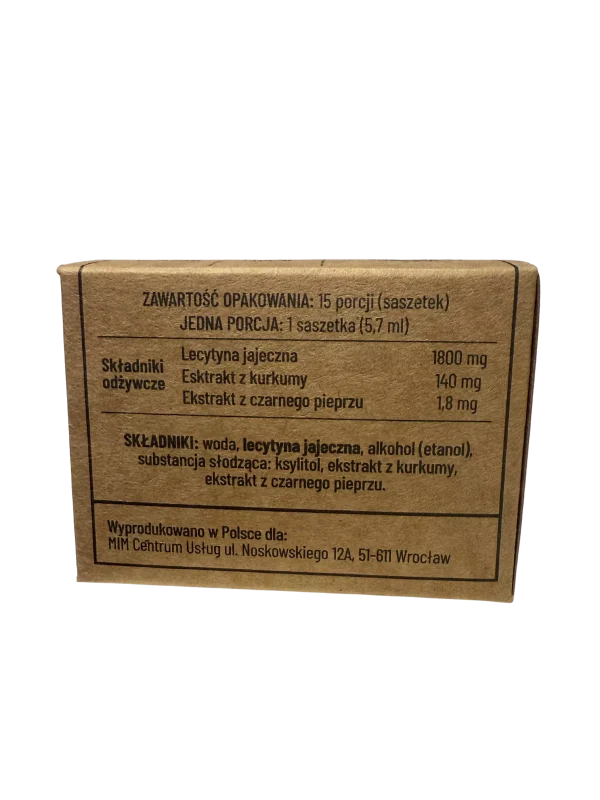 ZAWARTOŚĆ OPAKOWANIA: 15 porcji (saszetek)
JEDNA PORCJA: 1 saszetka (5,7 ml)
Składniki odżywcze
Lecytyna jajeczna 1800 mg
Esktrakt z kurkumy 140 mg
Ekstrakt z czarnego pieprzu 1,8 mg
SKŁADNIKI: woda, lecytyna jajeczna, alkohol (etanol),
substancja słodząca: ksylitol, ekstrakt z kurkumy,
ekstrakt z czarnego pieprzu.
Wyprodukowano w Polsce dla:
MIM Centrum Usług ul. Noskowskiego 12A, 51-611 Wrocław